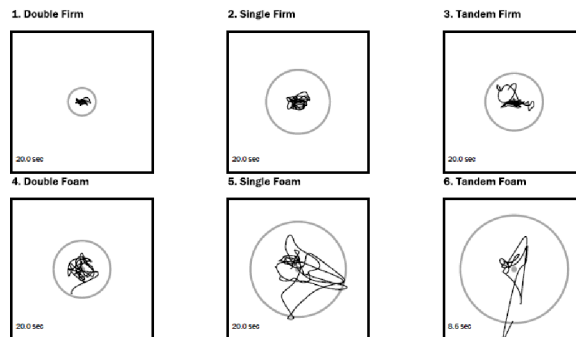 1. Double Firm
2. Single Firm
3. Tandem Firm
20.0 sec
20.0 sec
20.0 sec
4. Double Foam
5. Single Foam
6. Tandem Foam
20.0 sec
20.0 sec
8.6 sec